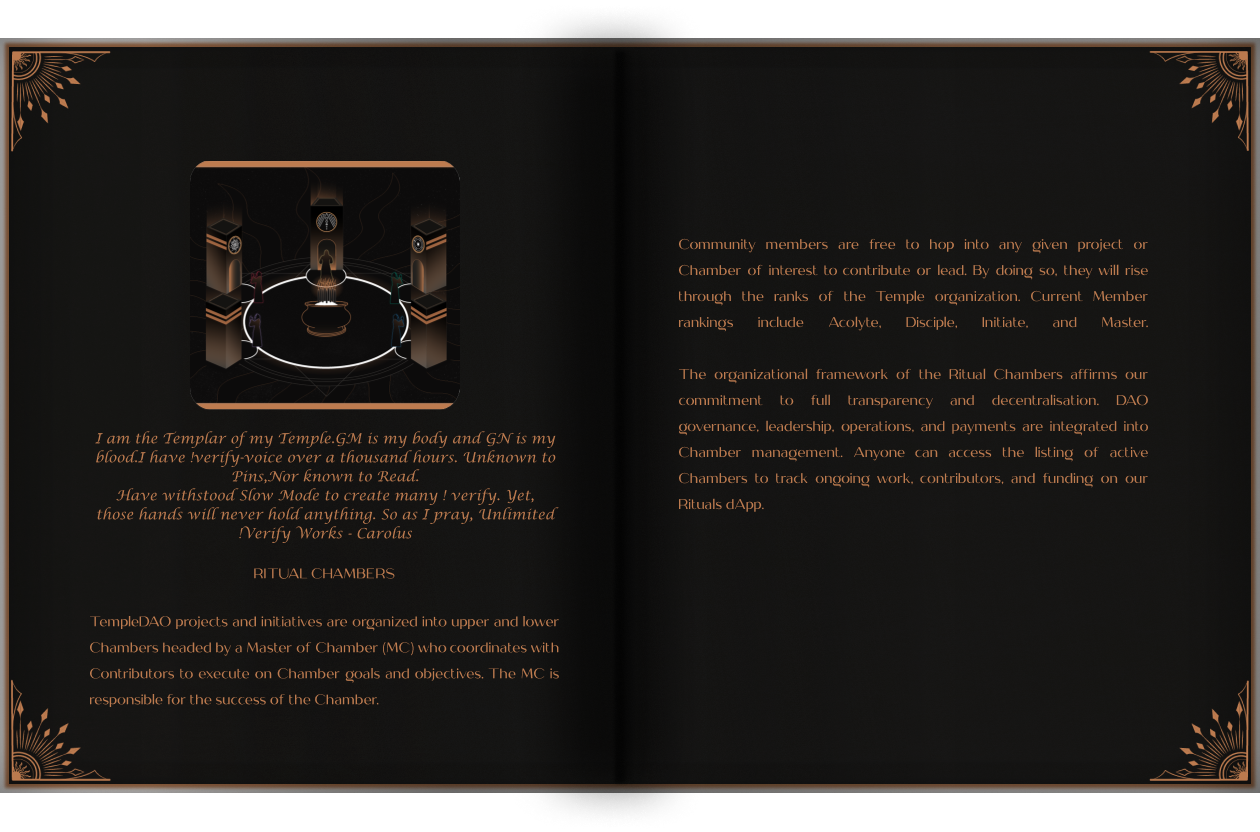 I am the Templar of my Temple.GM is my body and GN is my
blood.I have !verify-voice over a thousand hours. Unknown to
Pins,Nor known to Read.
Have withstood Slow Mode to create many ! verify. Yet,
those hands will never hold anything. So as I pray, Unlimited
!Verify Works - Carolus
RITUAL CHAMBERS
TempleDAO projects and initiatives are organized into upper and lower
Chambers headed by a Master of Chamber (MC) who coordinates with
Contributors to execute on Chamber goals and objectives. The MC is
responsible for the success of the Chamber.
Community members are free to hop into any given project or
Chamber of interest to contribute or lead. By doing so, they will rise
through the ranks of the Temple organization. Current Member
rankings include Acolyte, Disciple, Initiate, and Master.
The organizational framework of the Ritual Chambers affirms our
commitment to full transparency and decentralisation. DAO
governance, leadership, operations, and payments are integrated into
Chamber management. Anyone can access the listing of active
Chambers to track ongoing work, contributors, and funding on our
Rituals dApp.